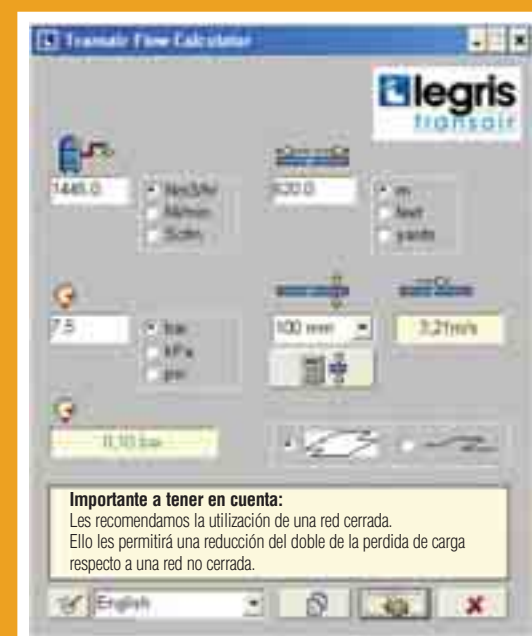 Transair Flow Calculator
legris
transair
1445.0
Nm3/hr
Nl/min
Scfm
620.0
m
feet
yards
7.5
bar
kPa
psi
100 mm
3,21m/s
0,10 bar
Importante a tener en cuenta:
Les recomendamos la utilización de una red cerrada.
Ello les permitirá una reducción del doble de la perdida de carga
respecto a una red no cerrada.
English